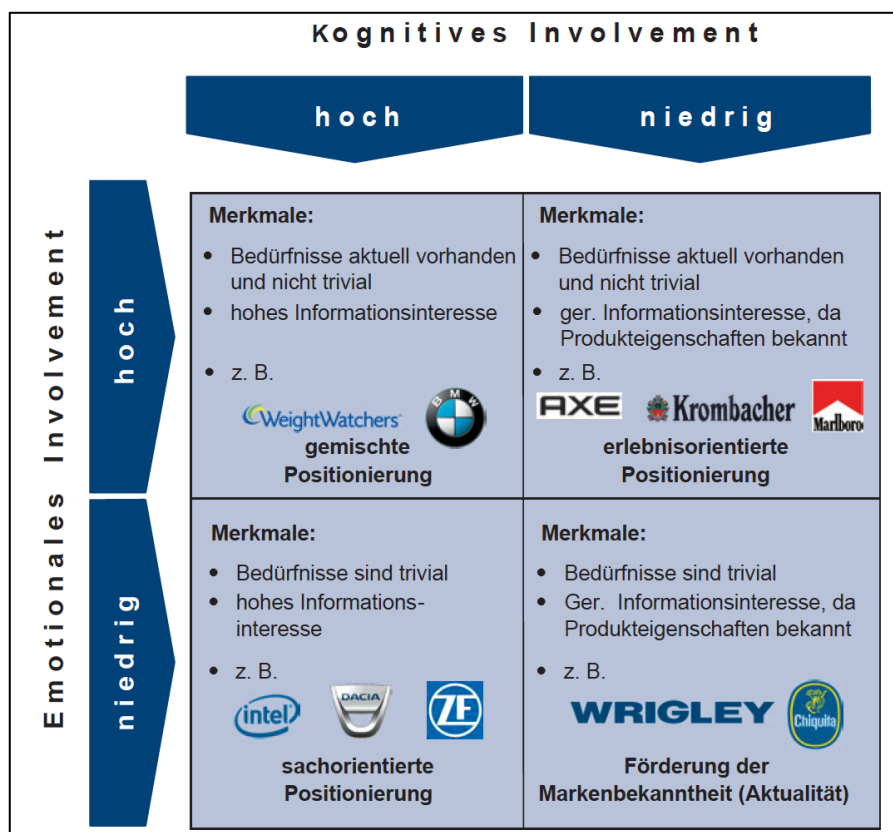 Kognitives Involvement
hoch
niedrig
Emotionales Involvement
hoch
Merkmale:
• Bedürfnisse aktuell vorhanden
und nicht trivial
• hohes Informationsinteresse
• z. B.
WeightWatchers
BMW
gemischte
Positionierung
Merkmale:
• Bedürfnisse aktuell vorhanden
und nicht trivial
• ger. Informationsinteresse, da
Produkteigenschaften bekannt
• z. B.
AXE
Krombacher
Marlboro
erlebnisorientierte
Positionierung
niedrig
Merkmale:
• Bedürfnisse sind trivial
• hohes Informations-
interesse
• z. B.
intel
DACIA
ZF
sachorientierte
Positionierung
Merkmale:
• Bedürfnisse sind trivial
• Ger. Informationsinteresse, da
Produkteigenschaften bekannt
• z. B.
WRIGLEY
Chiquita
Förderung der
Markenbekanntheit (Aktualität)